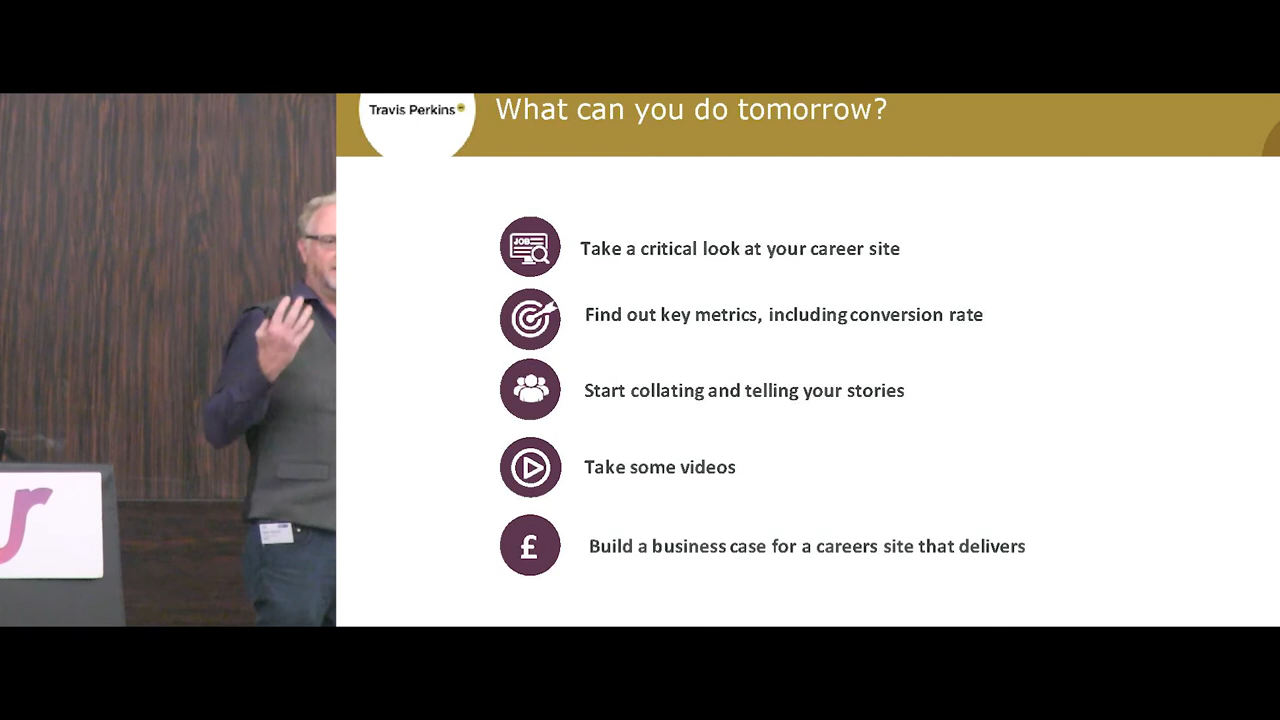 Travis Perkins
What can you do tomorrow?
JOB
Take a critical look at your career site
Find out key metrics, including conversion rate
Start collating and telling your stories
Take some videos
£
Build a business case for a careers site that delivers